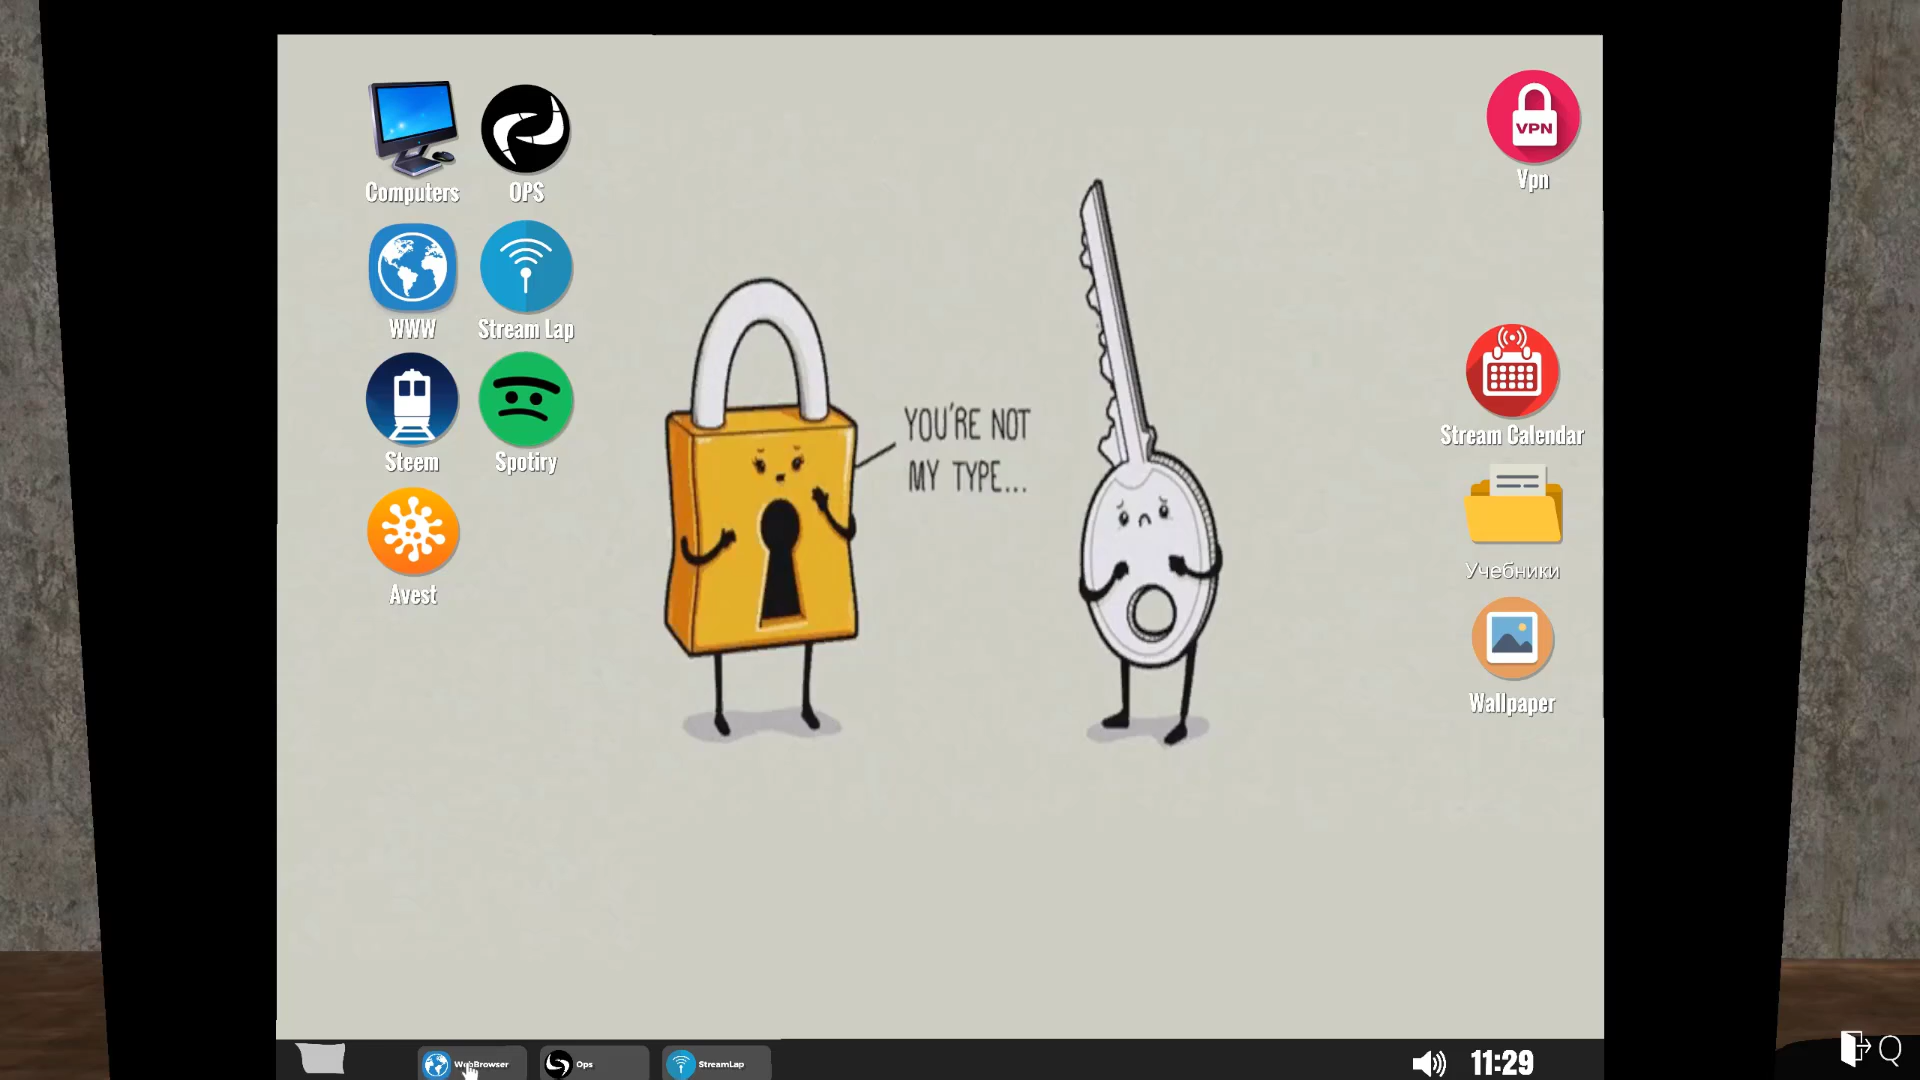 Computers
OPS
VPN
Vpn
WWW
Stream Lap
YOU'RE NOT
MY TYPE...
Stream Calendar
Steem
Spotiry
Учебники
Avest
Wallpaper
WebBrowser
Ops
StreamLap
11:29
Q